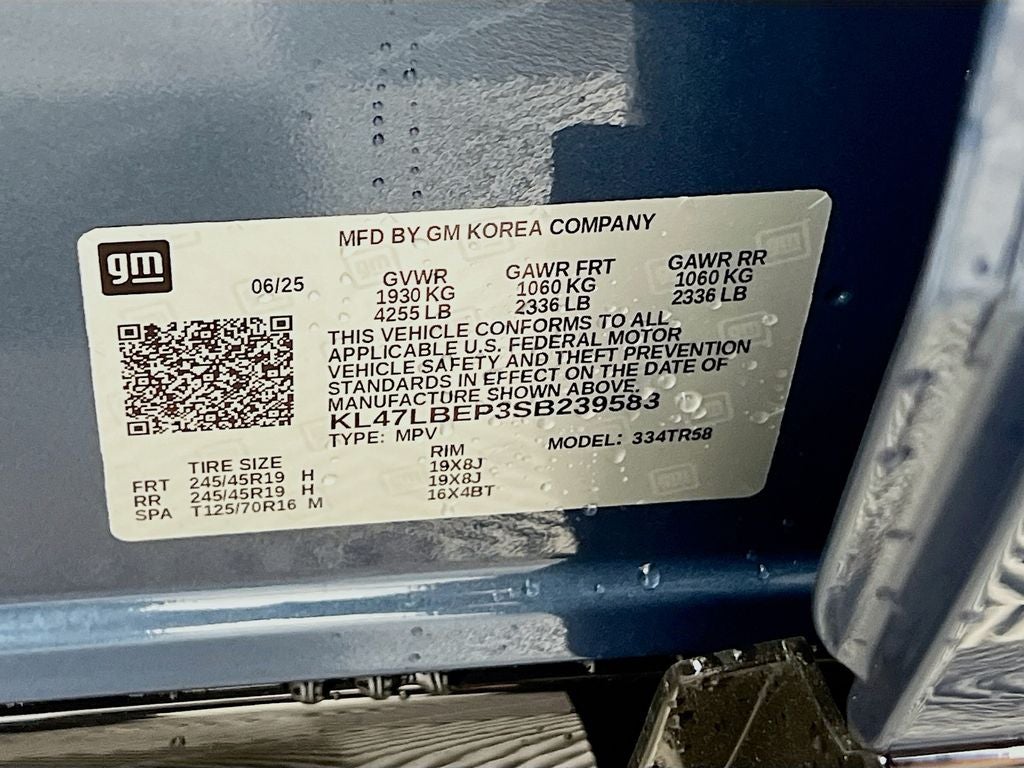 MFD BY GM KOREA COMPANY
gm
06/25
GVWR GAWR FRT GAWR RR
1930 KG 1060 KG 1060 KG
4255 LB 2336 LB 2336 LB
THIS VEHICLE CONFORMS TO ALL
APPLICABLE U.S. FEDERAL MOTOR
VEHICLE SAFETY AND THEFT PREVENTION
STANDARDS IN EFFECT ON THE DATE OF
MANUFACTURE SHOWN ABOVE.
KL47LBEP3SB239583
TYPE: MPV MODEL: 334TR58
TIRE SIZE RIM
FRT 245/45R19 H 19X8J
RR 245/45R19 H 19X8J
SPA T125/70R16 M 16X4BT